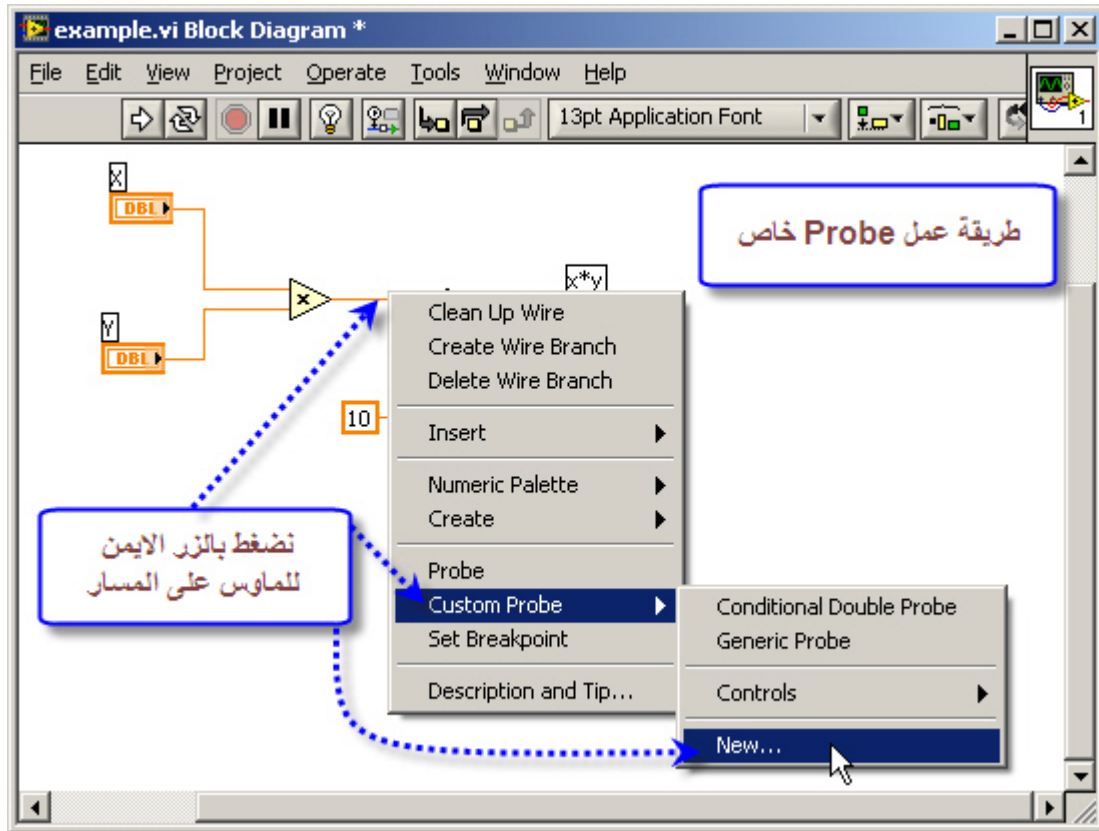 example.vi Block Diagram *
File Edit View Project Operate Tools Window Help
13pt Application Font
1
X
DBL
طريقة عمل Probe خاص
x*y
Y
DBL
10
Clean Up Wire
Create Wire Branch
Delete Wire Branch
Insert
Numeric Palette
Create
Probe
Custom Probe
Set Breakpoint
Description and Tip...
نضغط بالزر الايمن
للماوس على المسار
Conditional Double Probe
Generic Probe
Controls
New...